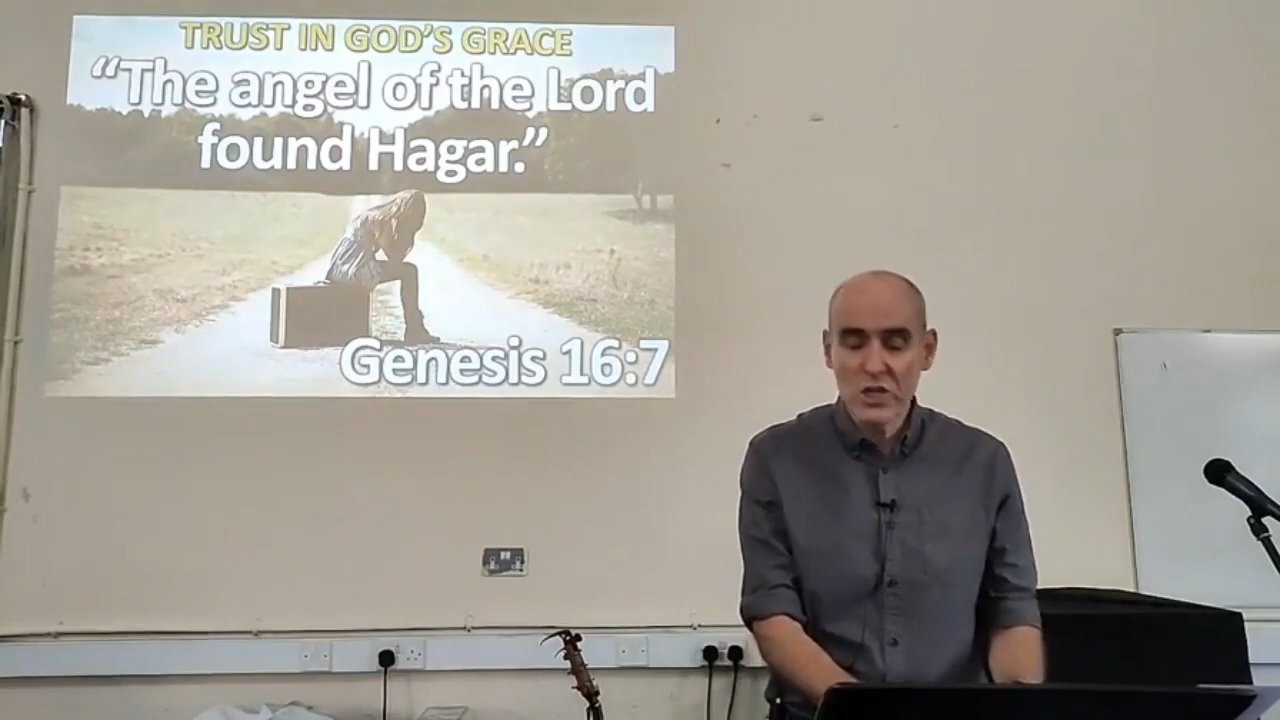 TRUST IN GOD'S GRACE
“The angel of the Lord
found Hagar.”
Genesis 16:7